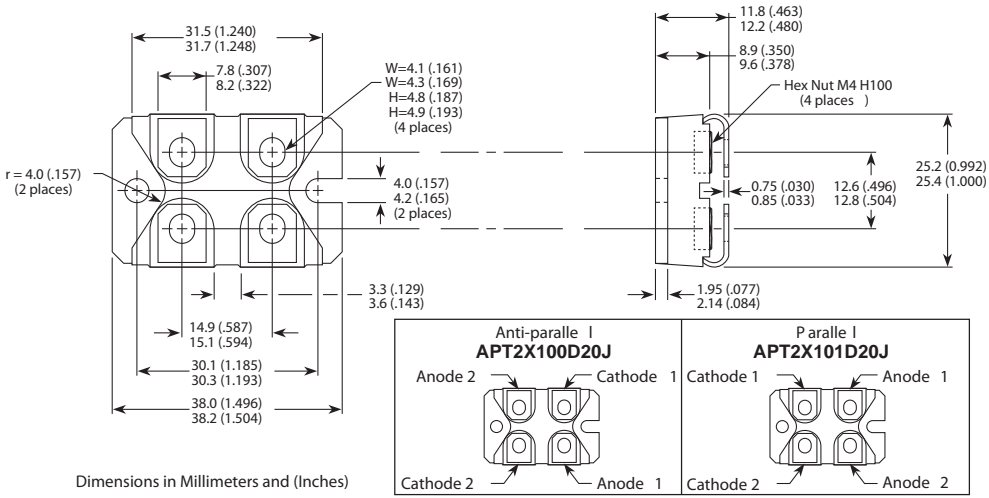 31.5 (1.240)
31.7 (1.248)
7.8 (.307)
8.2 (.322)
W=4.1 (.161)
W=4.3 (.169)
H=4.8 (.187)
H=4.9 (.193)
(4 places)
r = 4.0 (.157)
(2 places)
4.0 (.157)
4.2 (.165)
(2 places)
3.3 (.129)
3.6 (.143)
14.9 (.587)
15.1 (.594)
30.1 (1.185)
30.3 (1.193)
38.0 (1.496)
38.2 (1.504)
11.8 (.463)
12.2 (.480)
8.9 (.350)
9.6 (.378)
Hex Nut M4 H100
(4 places )
0.75 (.030)
0.85 (.033)
12.6 (.496)
12.8 (.504)
25.2 (0.992)
25.4 (1.000)
1.95 (.077)
2.14 (.084)
Anti-paralle l
APT2X100D20J
Anode 2
Cathode 1
Cathode 2
Anode 1
P aralle l
APT2X101D20J
Cathode 1
Anode 1
Cathode 2
Anode 2
Dimensions in Millimeters and (Inches)